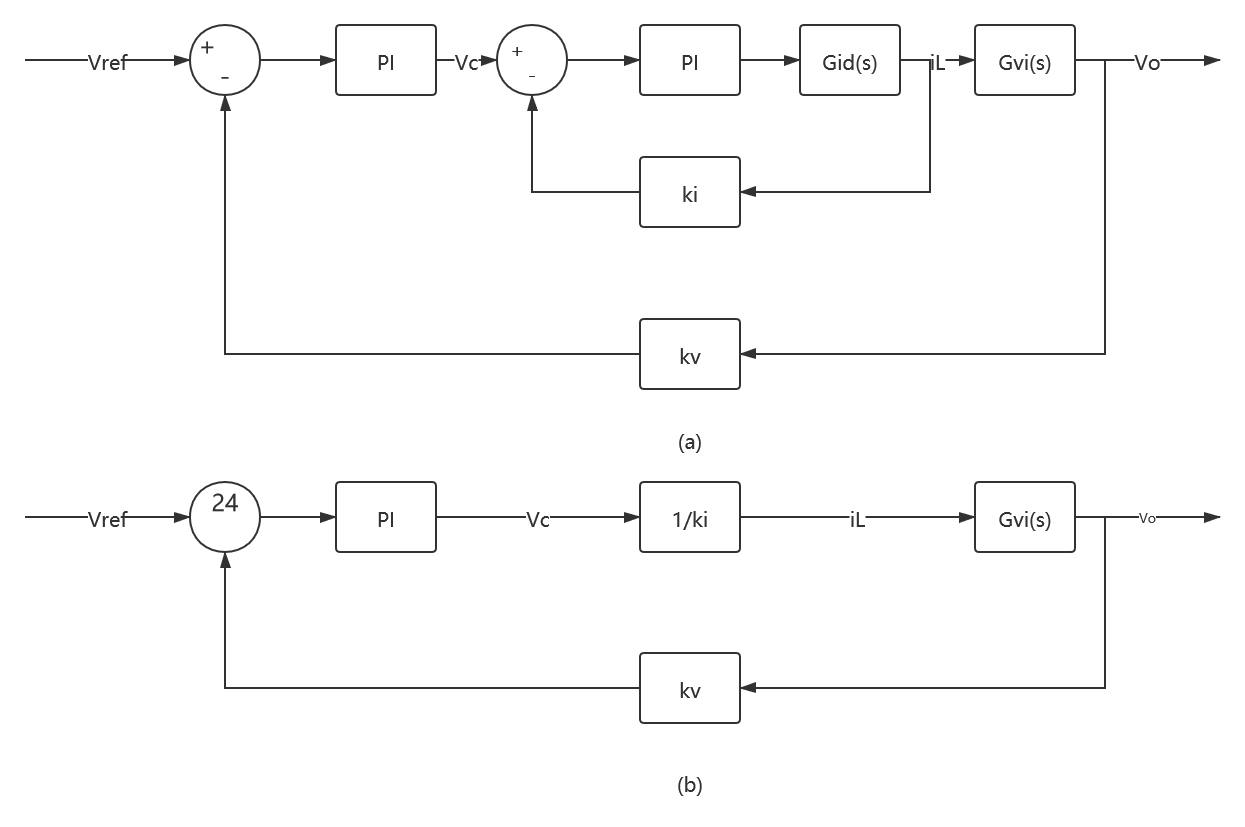 Vref
+
-
PI
Vc
+
-
PI
Gid(s)
iL
Gvi(s)
Vo
ki
kv
(a)
Vref
24
PI
Vc
1/ki
iL
Gvi(s)
Vo
kv
(b)